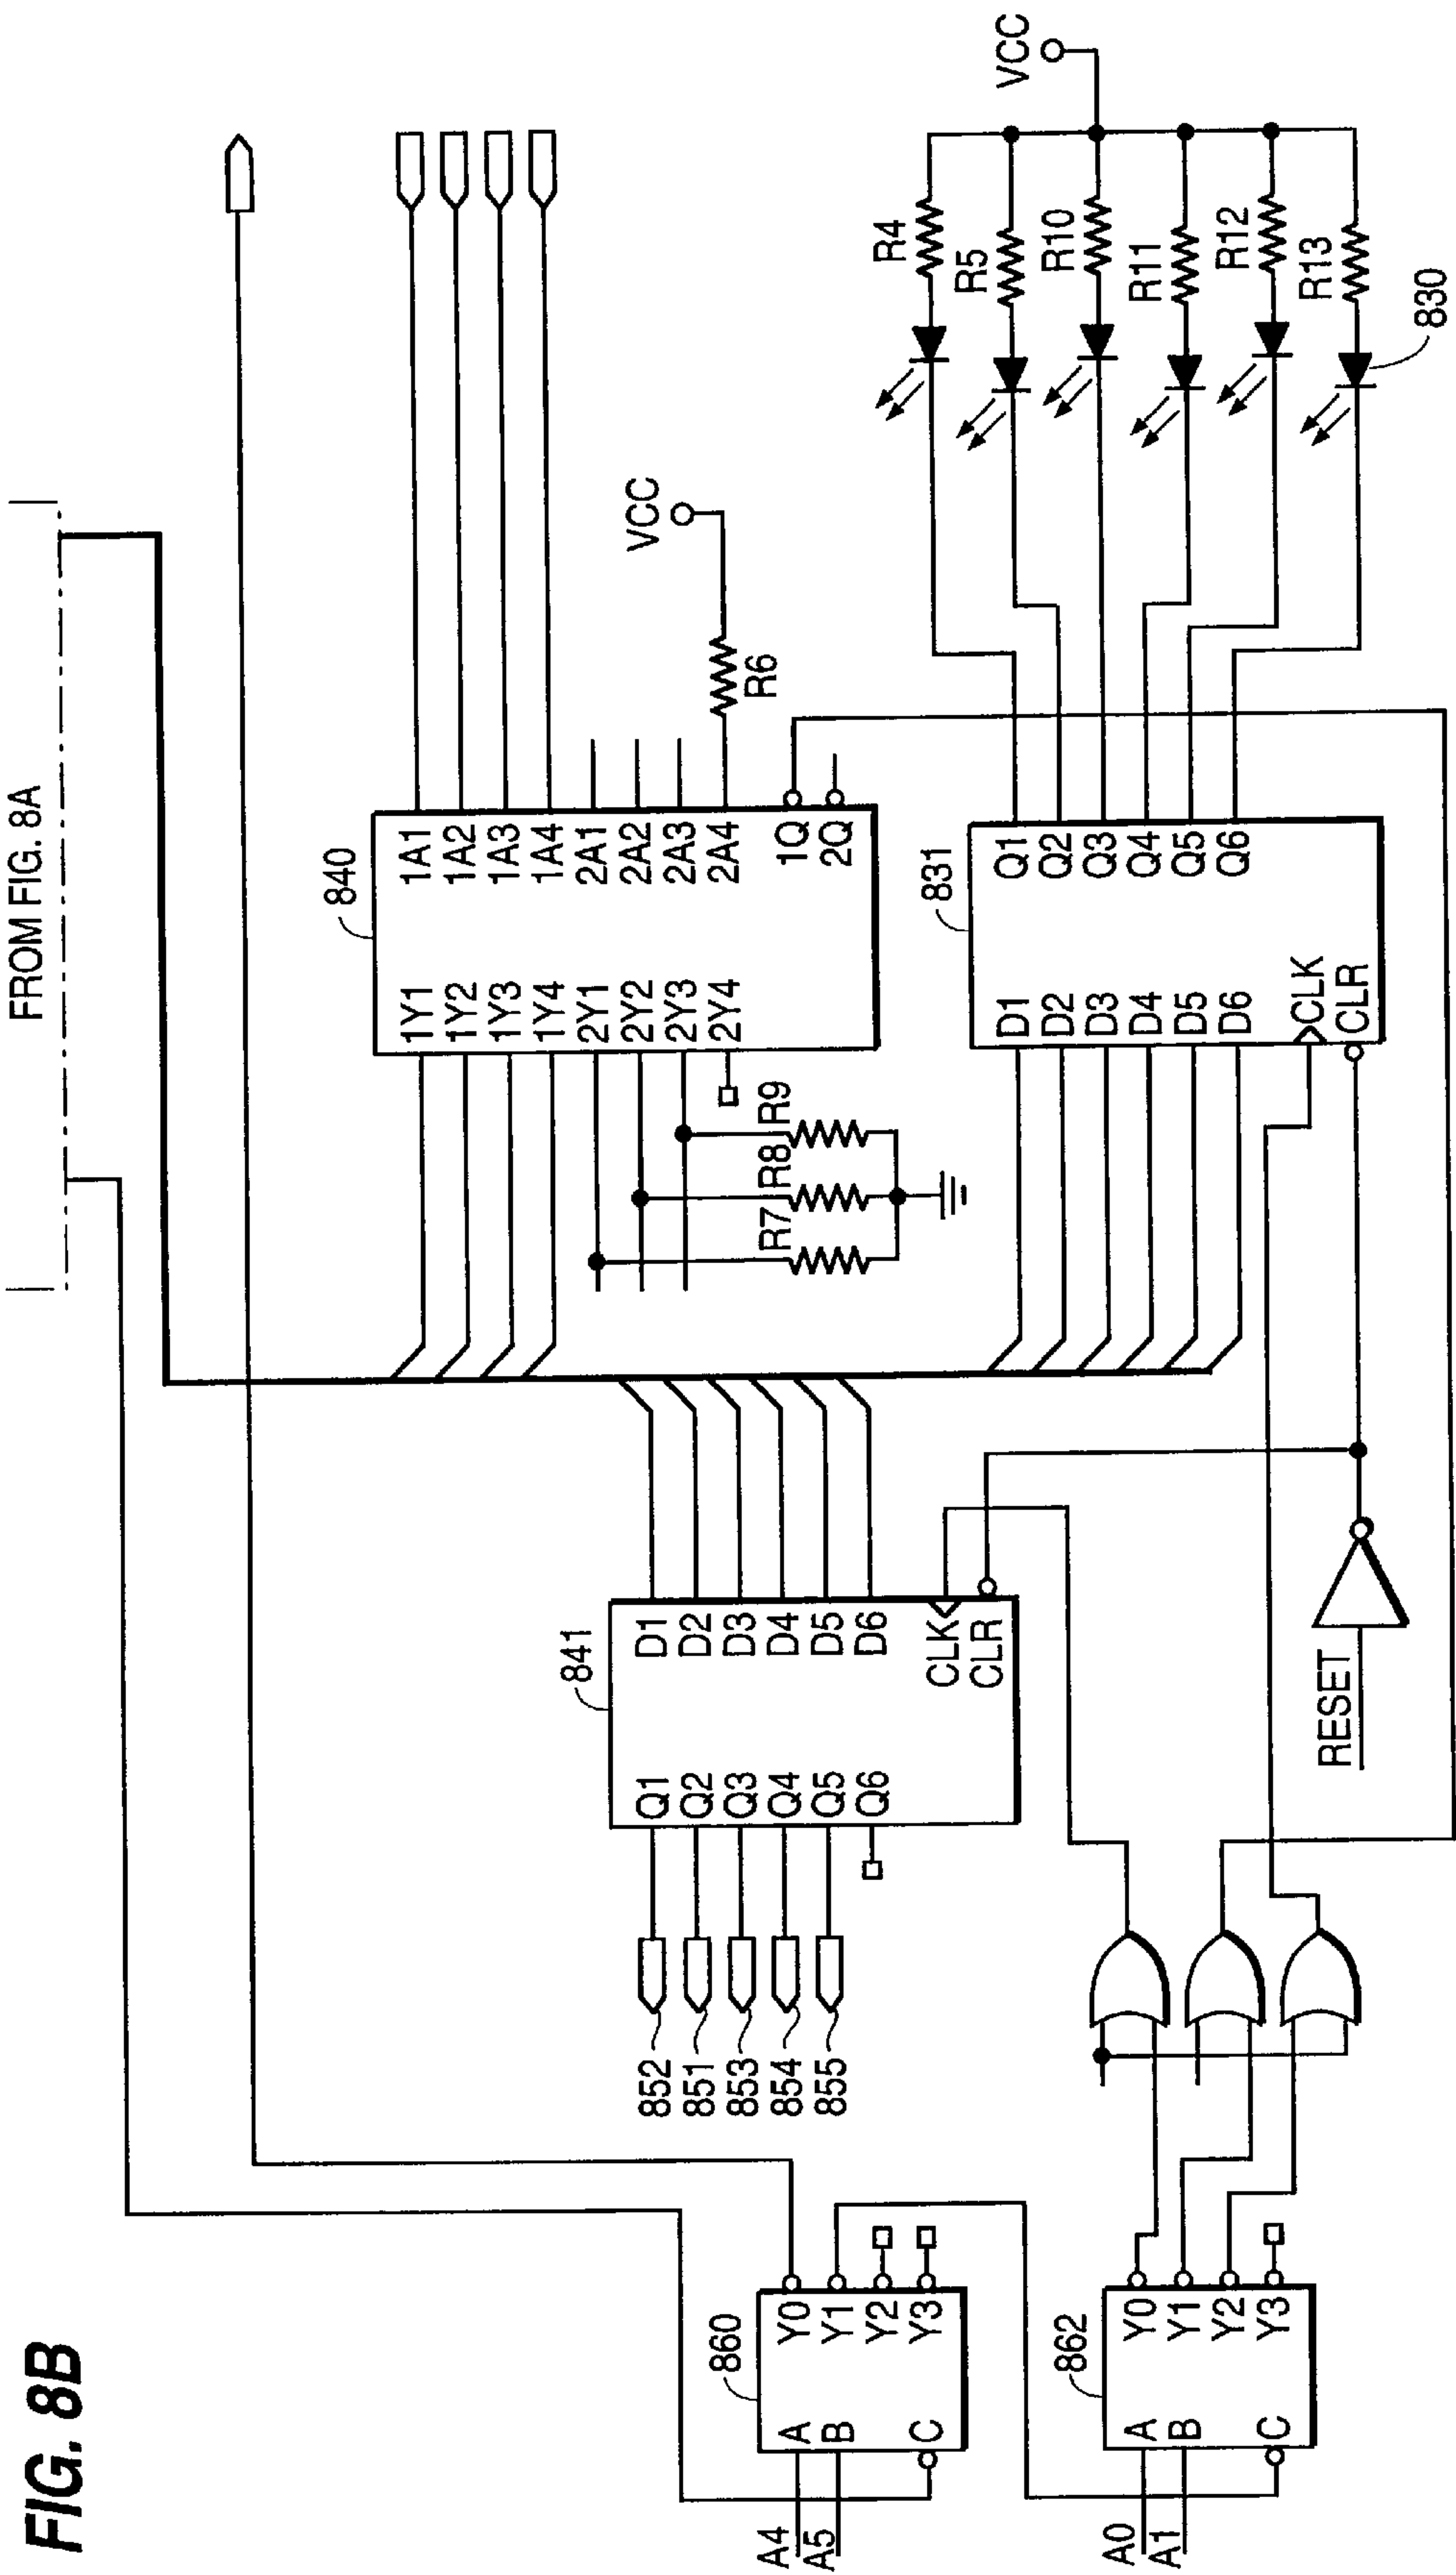 FIG. 8B
FROM FIG. 8A
A4
A5
860
A
B
C
Y0
Y1
Y2
Y3
A0
A1
862
A
B
C
Y0
Y1
Y2
Y3
852
851
853
854
855
841
Q1
Q2
Q3
Q4
Q5
Q6
D1
D2
D3
D4
D5
D6
CLK
CLR
RESET
R7
R8
R9
840
1Y1
1Y2
1Y3
1Y4
2Y1
2Y2
2Y3
2Y4
1A1
1A2
1A3
1A4
2A1
2A2
2A3
2A4
1Q
2Q
R6
VCC
831
D1
D2
D3
D4
D5
D6
CLK
CLR
Q1
Q2
Q3
Q4
Q5
Q6
R4
R5
R10
R11
R12
R13
830
VCC